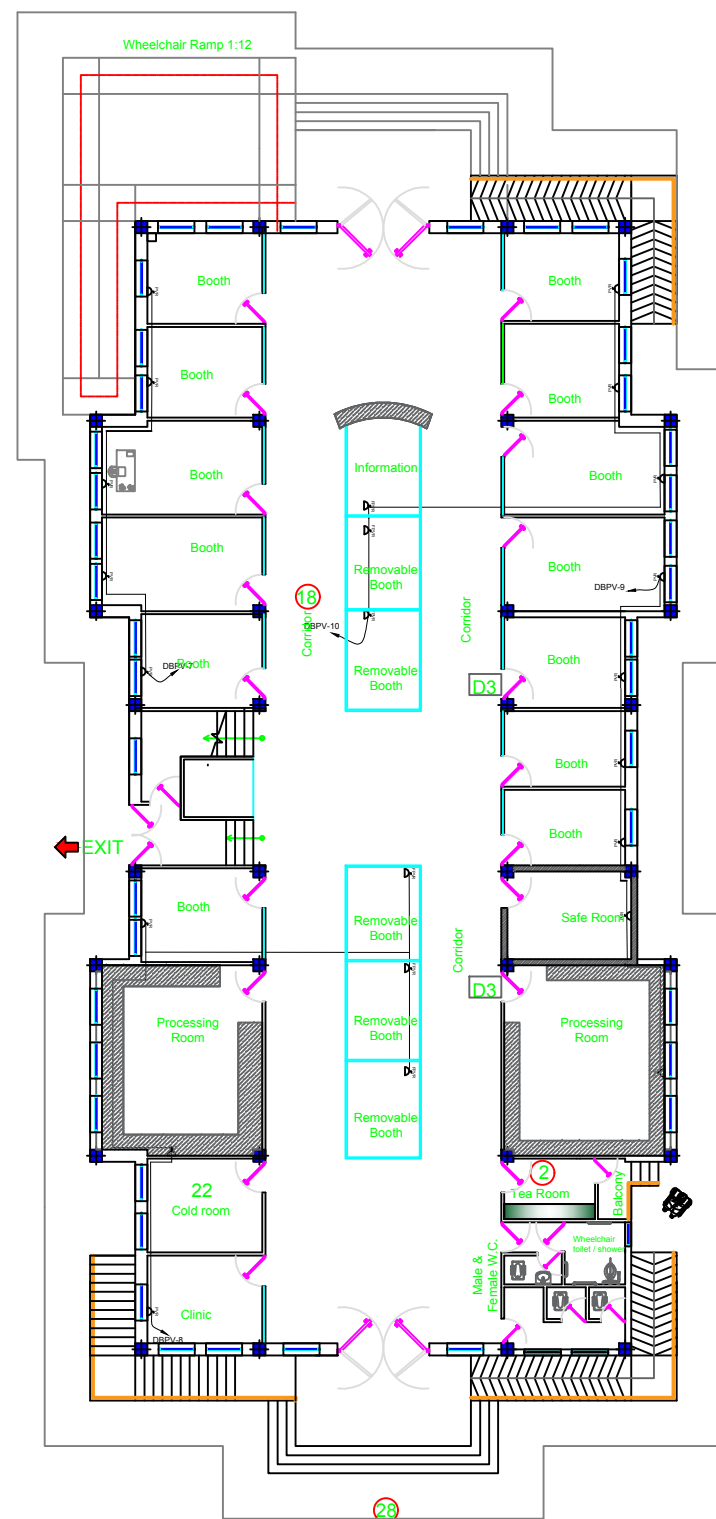 Wheelchair Ramp 1:12
Booth
Booth
Booth
Booth
Information
Booth
Booth
Booth
Removable
Booth
Booth
DBPV-9
18
Corridor
DBPV-10
Corridor
Removable
Booth
Booth
DBPV-7
Booth
D3
Booth
EXIT
Booth
Booth
Removable
Booth
Safe Room
Corridor
D3
Processing
Room
Removable
Booth
Processing
Room
Removable
Booth
22
Cold room
2
Tea Room
Balcony
Wheelchair
toilet / shower
Male &
Female W.C.
Clinic
DBPV-8
28